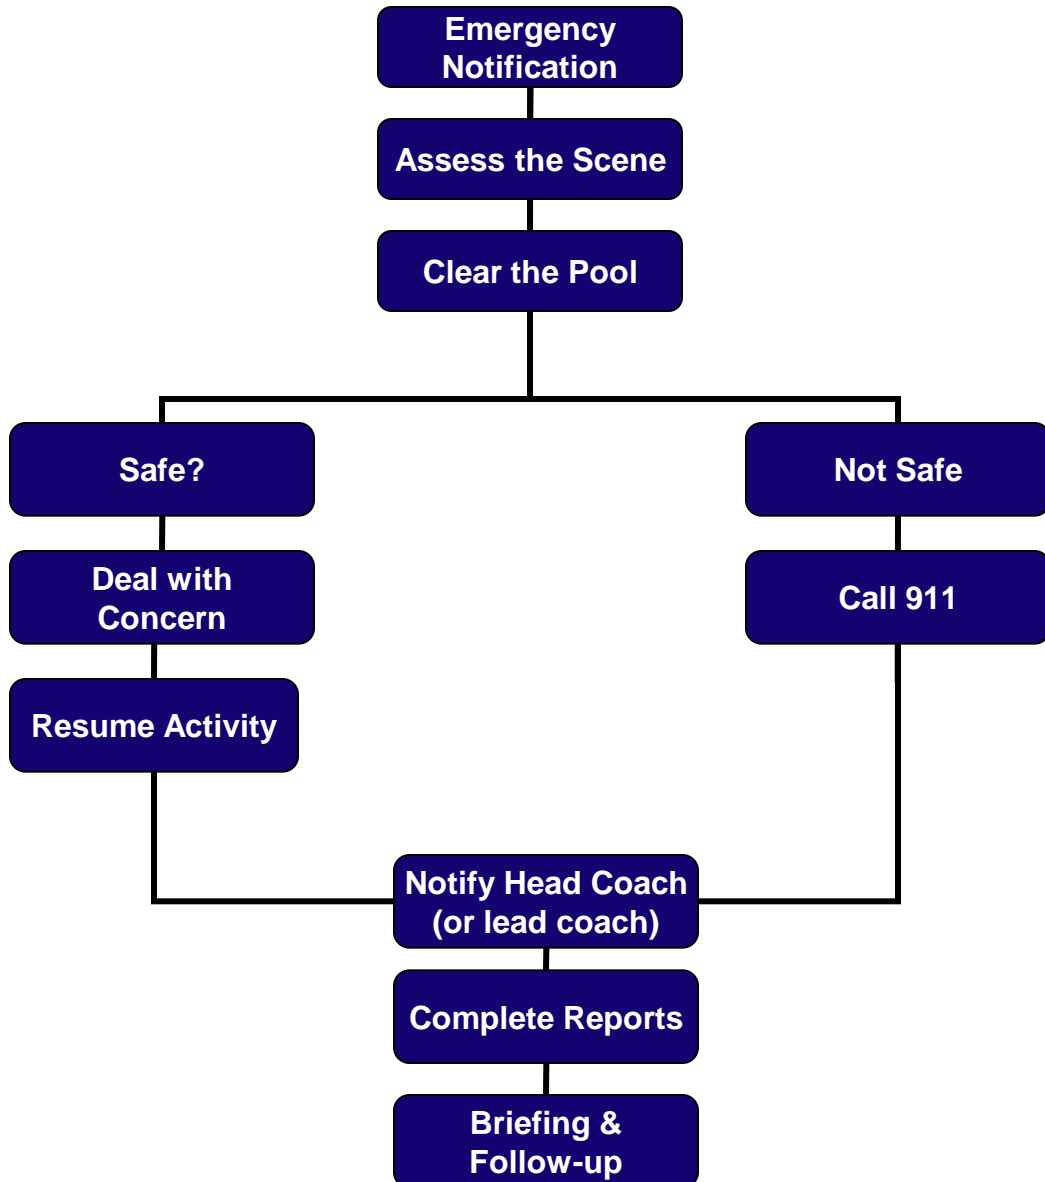 Emergency
Notification
Assess the Scene
Clear the Pool
Safe?
Not Safe
Deal with
Concern
Call 911
Resume Activity
Notify Head Coach
(or lead coach)
Complete Reports
Briefing &
Follow-up